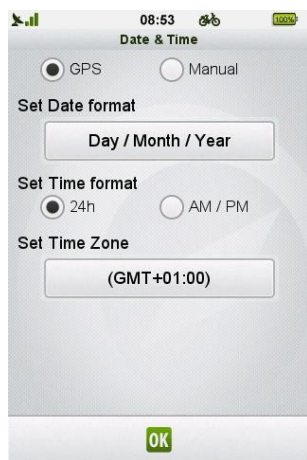 08:53 100%
Date & Time
GPS Manual
Set Date format
Day / Month / Year
Set Time format
24h AM / PM
Set Time Zone
(GMT+01:00)
OK